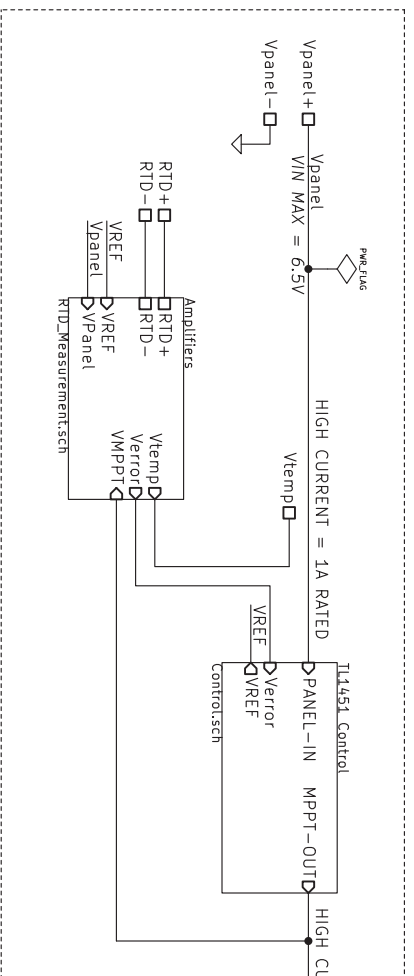 PWR_FLAG
TL1451 Control
Vpanel+
Vpanel
HIGH CURRENT = 1A RATED
PANEL-IN
MPPT-OUT
HIGH CU
VIN MAX = 6.5V
Vpanel-
Vtemp
Verror
VREF
VREF
Control.sch
Amplifiers
RTD+
RTD+
RTD-
RTD-
Vtemp
VREF
VREF
Verror
Vpanel
VPanel
VMPPT
RTD_Measurement.sch